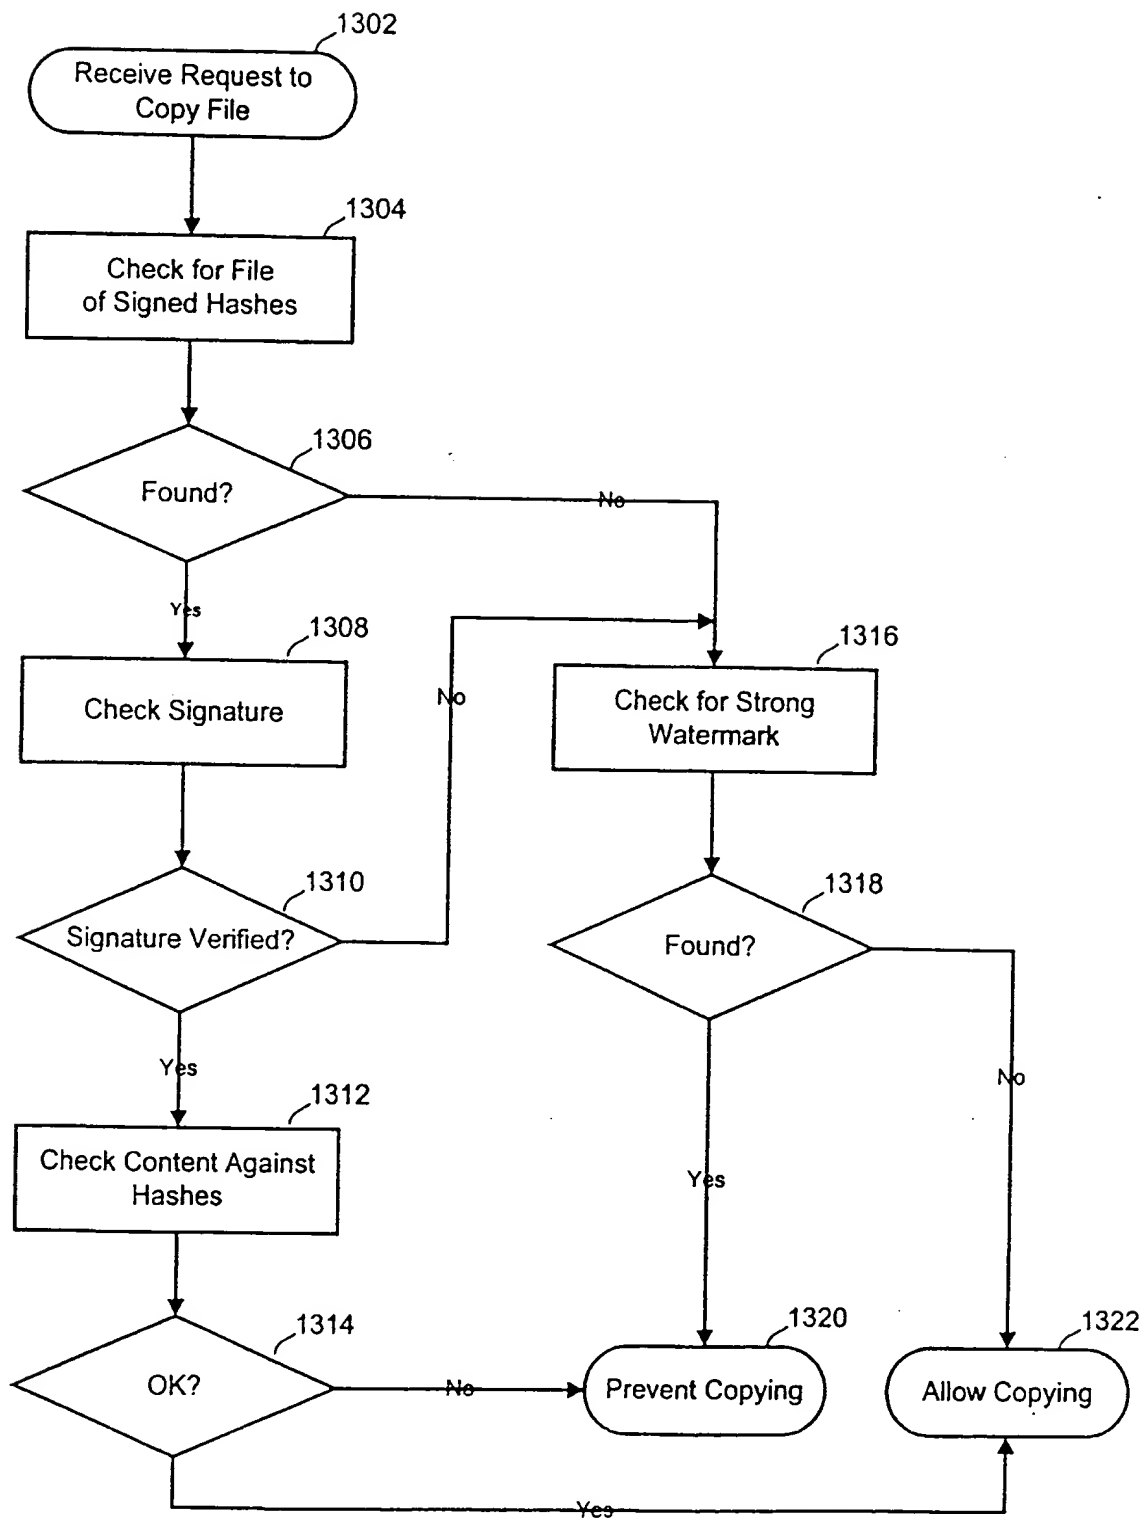 1302
Receive Request to
Copy File
1304
Check for File
of Signed Hashes
1306
Found?
No
Yes
1308
Check Signature
No
1316
Check for Strong
Watermark
1310
Signature Verified?
1318
Found?
Yes
No
1312
Check Content Against
Hashes
Yes
1314
OK?
No
1320
Prevent Copying
1322
Allow Copying
Yes